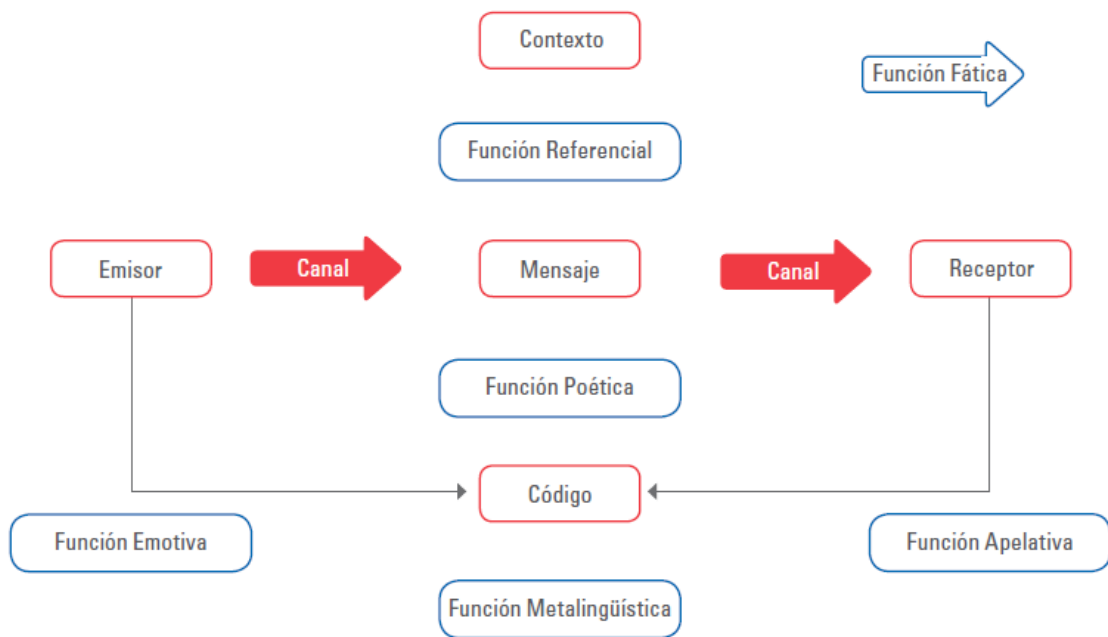 Contexto
Función Fática
Función Referencial
Emisor
Canal
Mensaje
Canal
Receptor
Función Poética
Código
Función Emotiva
Función Apelativa
Función Metalingüística